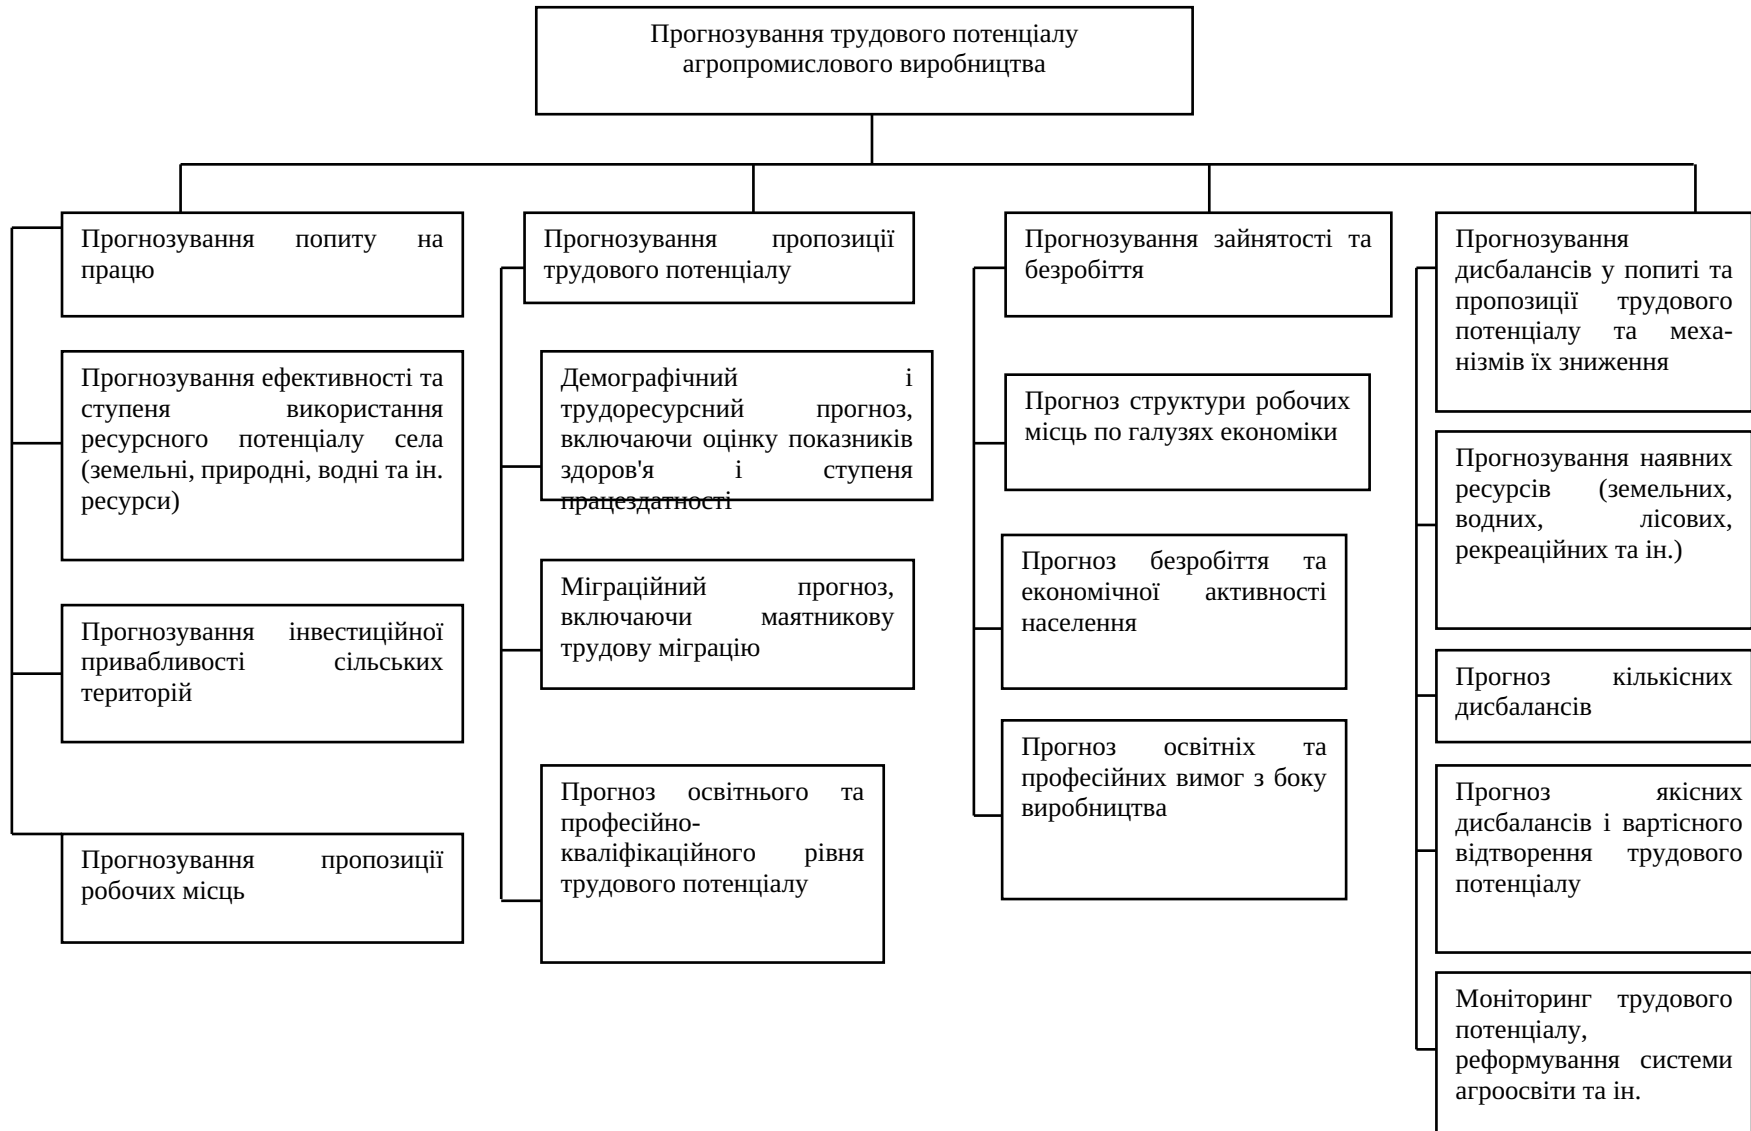 Прогнозування трудового потенціалу
агропромислового виробництва
Прогнозування попиту на
працю
Прогнозування ефективності та
ступеня використання
ресурсного потенціалу села
(земельні, природні, водні та ін.
ресурси)
Прогнозування інвестиційної
привабливості сільських
територій
Прогнозування пропозиції
робочих місць
Прогнозування пропозиції
трудового потенціалу
Демографічний і
трудоресурсний прогноз,
включаючи оцінку показників
здоров'я і ступеня
працездатності
Міграційний прогноз,
включаючи маятникову
трудову міграцію
Прогноз освітнього та
професійно-
кваліфікаційного рівня
трудового потенціалу
Прогнозування зайнятості та
безробіття
Прогноз структури робочих
місць по галузях економіки
Прогноз безробіття та
економічної активності
населення
Прогноз освітніх та
професійних вимог з боку
виробництва
Прогнозування
дисбалансів у попиті та
пропозиції трудового
потенціалу та меха-
нізмів їх зниження
Прогнозування наявних
ресурсів (земельних,
водних, лісових,
рекреаційних та ін.)
Прогноз кількісних
дисбалансів
Прогноз якісних
дисбалансів і вартісного
відтворення трудового
потенціалу
Моніторинг трудового
потенціалу,
реформування системи
агроосвіти та ін.